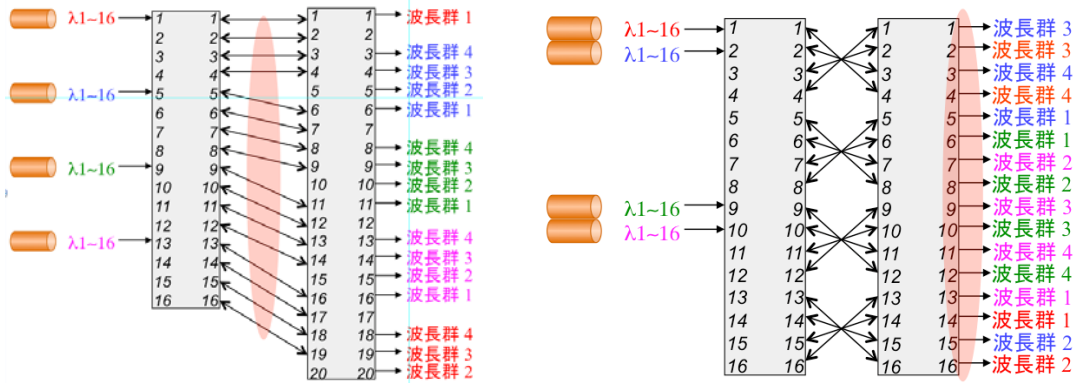 λ1~16 1 1 1 1 波長群 1
2 2 2 2
3 3 3 3 波長群 4
4 4 4 4 波長群 3
λ1~16 5 5 5 5 波長群 2
6 6 6 6 波長群 1
7 7 7 7
8 8 8 8 波長群 4
λ1~16 9 9 9 9 波長群 3
10 10 10 10 波長群 2
11 11 11 11 波長群 1
12 12 12 12
λ1~16 13 13 13 13 波長群 4
14 14 14 14 波長群 3
15 15 15 15 波長群 2
16 16 16 16 波長群 1
17 17
18 18 波長群 4
19 19 波長群 3
20 20 波長群 2
λ1~16 1 1 1 1 波長群 3
λ1~16 2 2 2 2 波長群 3
3 3 3 3 波長群 4
4 4 4 4 波長群 4
5 5 5 5 波長群 1
6 6 6 6 波長群 1
7 7 7 7 波長群 2
8 8 8 8 波長群 2
λ1~16 9 9 9 9 波長群 3
λ1~16 10 10 10 10 波長群 3
11 11 11 11 波長群 4
12 12 12 12 波長群 4
13 13 13 13 波長群 1
14 14 14 14 波長群 1
15 15 15 15 波長群 2
16 16 16 16 波長群 2